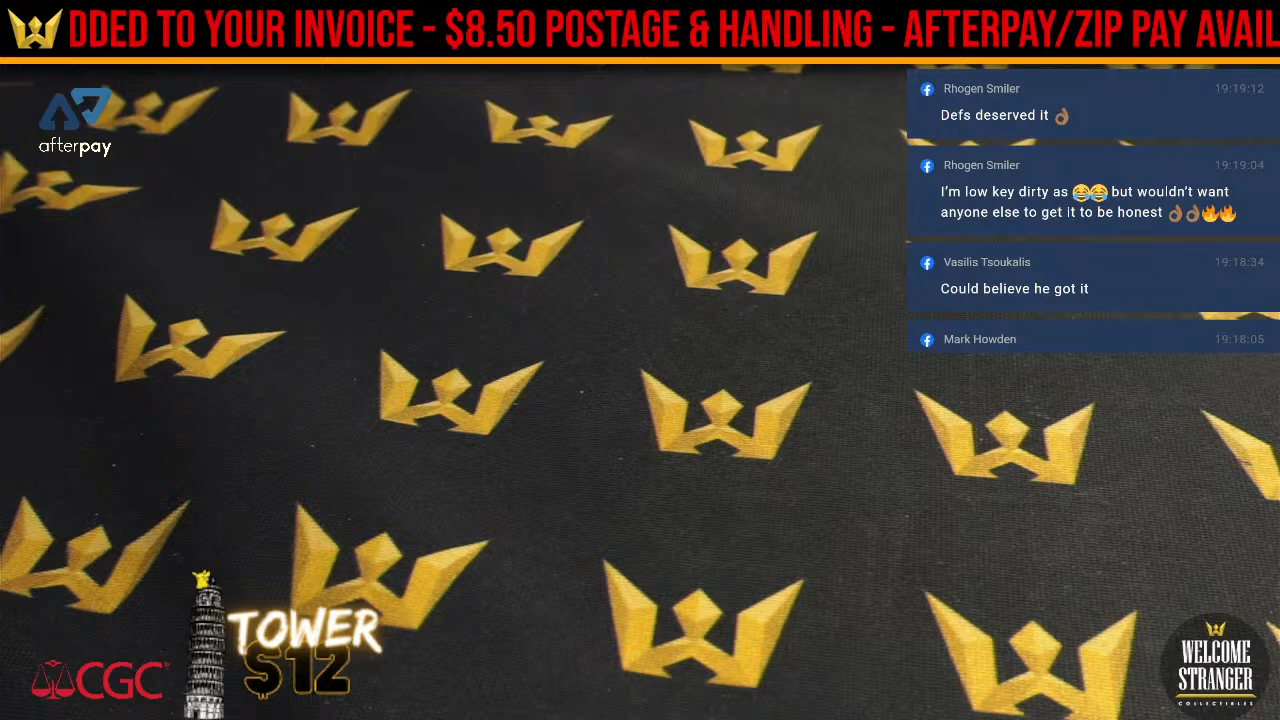 DDED TO YOUR INVOICE - $8.50 POSTAGE & HANDLING - AFTERPAY/ZIP PAY AVAIL
afterpay
Rhogen Smiler 19:19:12
Defs deserved it 👌🏽
Rhogen Smiler 19:19:04
I’m low key dirty as 😂😂 but wouldn’t want
anyone else to get it to be honest 👌🏽👌🏽🔥🔥
Vasilis Tsoukalis 19:18:34
Could believe he got it
Mark Howden 19:18:05
TOWER
$12
CGC
WELCOME
STRANGER
COLLECTIBLES